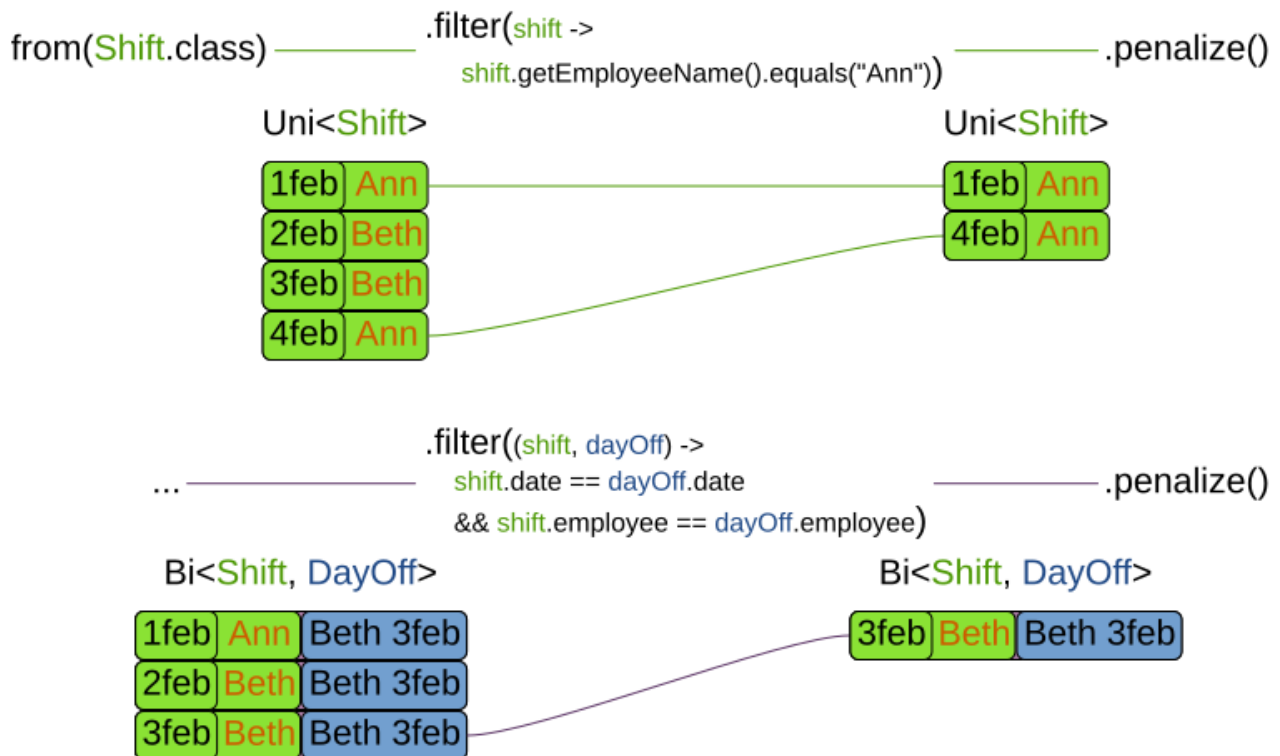 from(Shift.class) .filter(shift -> .penalize()
shift.getEmployeeName().equals("Ann"))
Uni<Shift> Uni<Shift>
1feb Ann 1feb Ann
2feb Beth 4feb Ann
3feb Beth
4feb Ann
... .filter((shift, dayOff) -> .penalize()
shift.date == dayOff.date
&& shift.employee == dayOff.employee)
Bi<Shift, DayOff> Bi<Shift, DayOff>
1feb Ann Beth 3feb 3feb Beth Beth 3feb
2feb Beth Beth 3feb
3feb Beth Beth 3feb